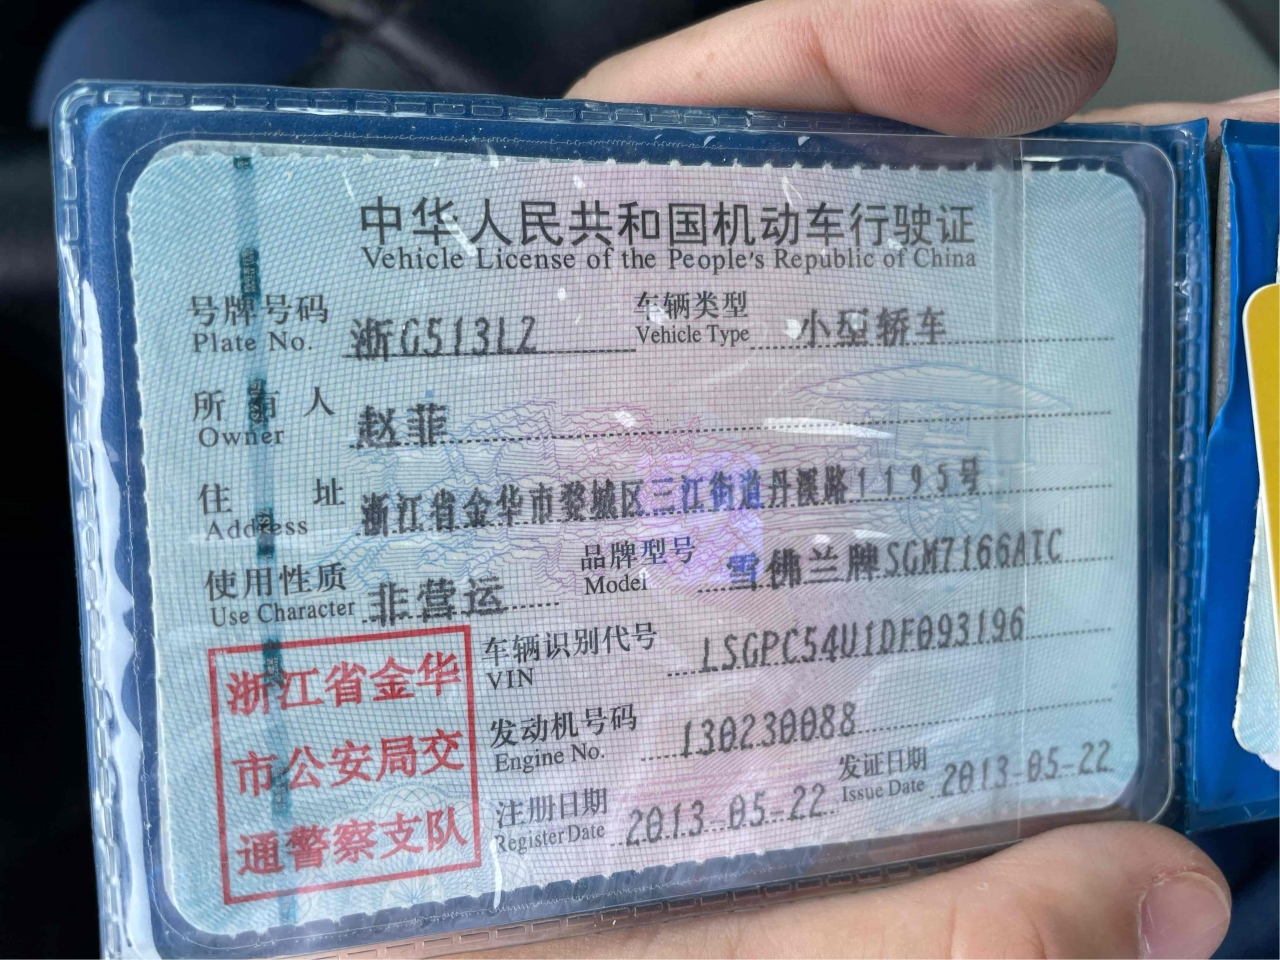 中华人民共和国机动车行驶证
Vehicle License of the People's Republic of China
号牌号码 浙G513L2 车辆类型 小型轿车
Plate No. Vehicle Type
所有人 赵菲
Owner
住址 浙江省金华市婺城区三江街道丹溪路1195号
Address
使用性质 非营运 品牌型号 雪佛兰牌SGM7166ATC
Use Character Model
车辆识别代号 LSGPC54U1DF093196
VIN
发动机号码 130230088
Engine No.
注册日期 2013-05-22 发证日期 2013-05-22
Register Date Issue Date
浙江省金华
市公安局交
通警察支队